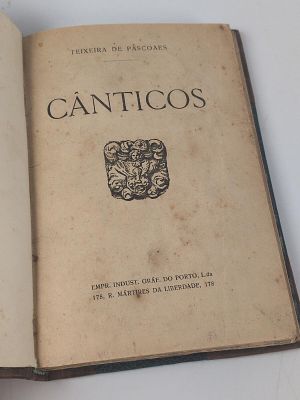 TEIXEIRA DE PASCOAES
CÂNTICOS
EMPR. INDUST. GRÁF. DO PORTO, L.da
178, R. MÁRTIRES DA LIBERDADE, 178